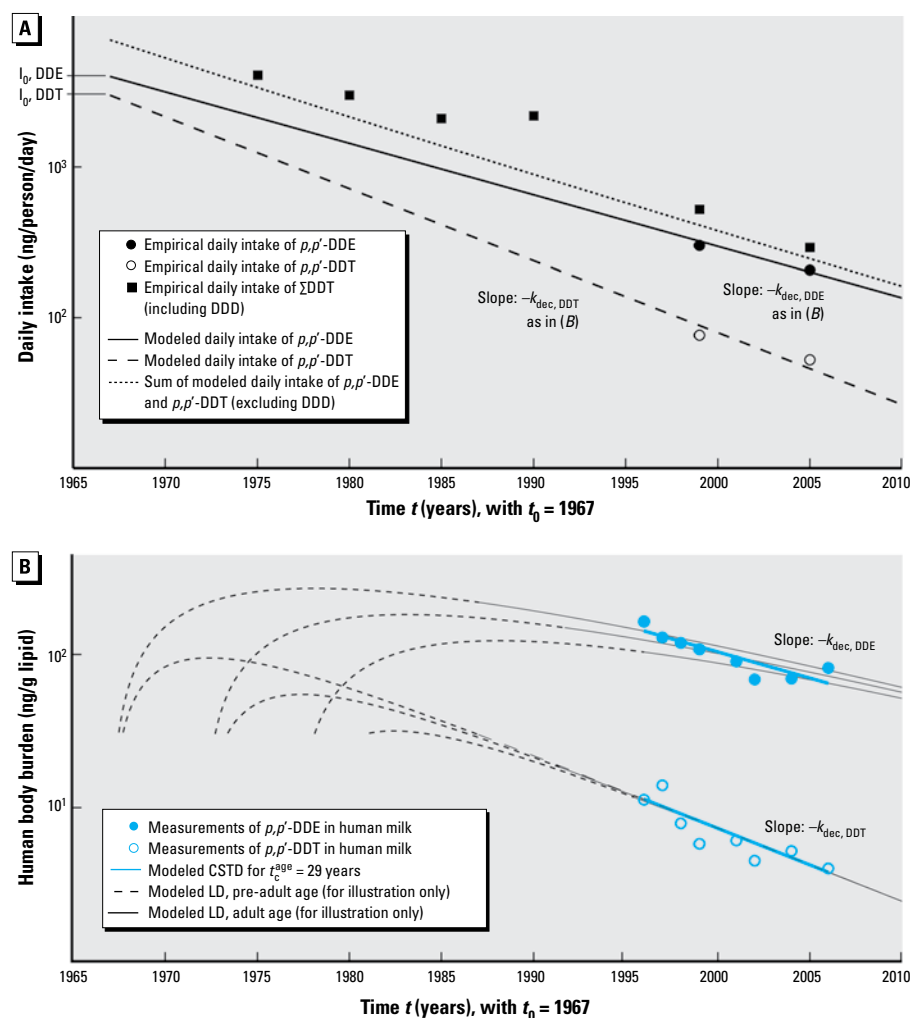 A
I₀, DDE
I₀, DDT
10³
10²
Daily intake (ng/person/day)
Empirical daily intake of p,p′-DDE
Empirical daily intake of p,p′-DDT
Empirical daily intake of ∑DDT
(including DDD)
Modeled daily intake of p,p′-DDE
Modeled daily intake of p,p′-DDT
Sum of modeled daily intake of p,p′-DDE
and p,p′-DDT (excluding DDD)
Slope: –k_dec, DDT
as in (B)
Slope: –k_dec, DDE
as in (B)
1965 1970 1975 1980 1985 1990 1995 2000 2005 2010
Time t (years), with t₀ = 1967
B
10²
10¹
Human body burden (ng/g lipid)
Slope: –k_dec, DDE
Slope: –k_dec, DDT
Measurements of p,p′-DDE in human milk
Measurements of p,p′-DDT in human milk
Modeled CSTD for t_c^age = 29 years
Modeled LD, pre-adult age (for illustration only)
Modeled LD, adult age (for illustration only)
1965 1970 1975 1980 1985 1990 1995 2000 2005 2010
Time t (years), with t₀ = 1967